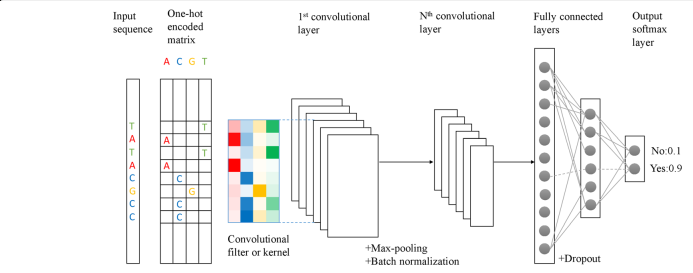 Input
sequence
One-hot
encoded
matrix
1st convolutional
layer
Nth convolutional
layer
Fully connected
layers
Output
softmax
layer
A C G T
T
A
T
A
C
G
C
C
T
A
T
A
C
G
C
C
No:0.1
Yes:0.9
Convolutional
filter or kernel
+Max-pooling
+Batch normalization
+Dropout